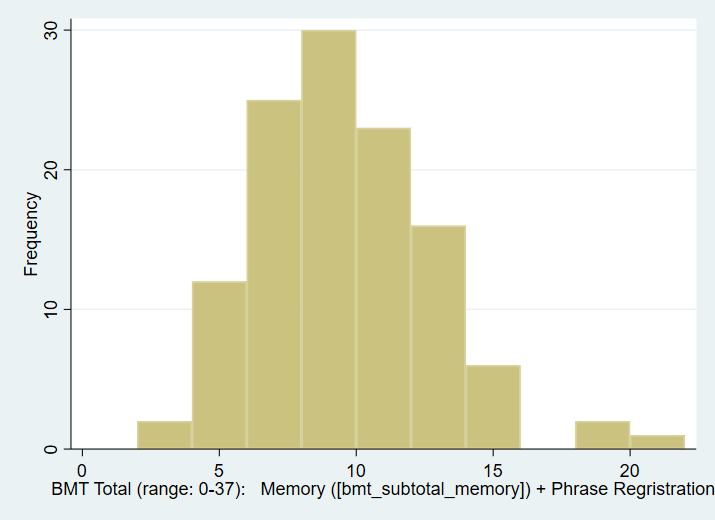 Frequency
30
20
10
0
0 5 10 15 20
BMT Total (range: 0-37): Memory ([bmt_subtotal_memory]) + Phrase Regristration